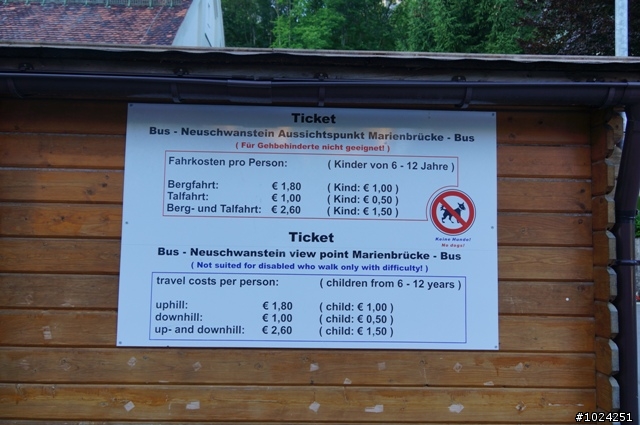 Ticket
Bus - Neuschwanstein Aussichtspunkt Marienbrücke - Bus
( Für Gehbehinderte nicht geeignet! )
Fahrkosten pro Person: ( Kinder von 6 - 12 Jahre )
Bergfahrt: € 1,80 ( Kind: € 1,00 )
Talfahrt: € 1,00 ( Kind: € 0,50 )
Berg- und Talfahrt: € 2,60 ( Kind: € 1,50 )
Keine Hunde!
No dogs!
Ticket
Bus - Neuschwanstein view point Marienbrücke - Bus
( Not suited for disabled who walk only with difficulty! )
travel costs per person: ( children from 6 - 12 years )
uphill: € 1,80 ( child: € 1,00 )
downhill: € 1,00 ( child: € 0,50 )
up- and downhill: € 2,60 ( child: € 1,50 )
#1024251